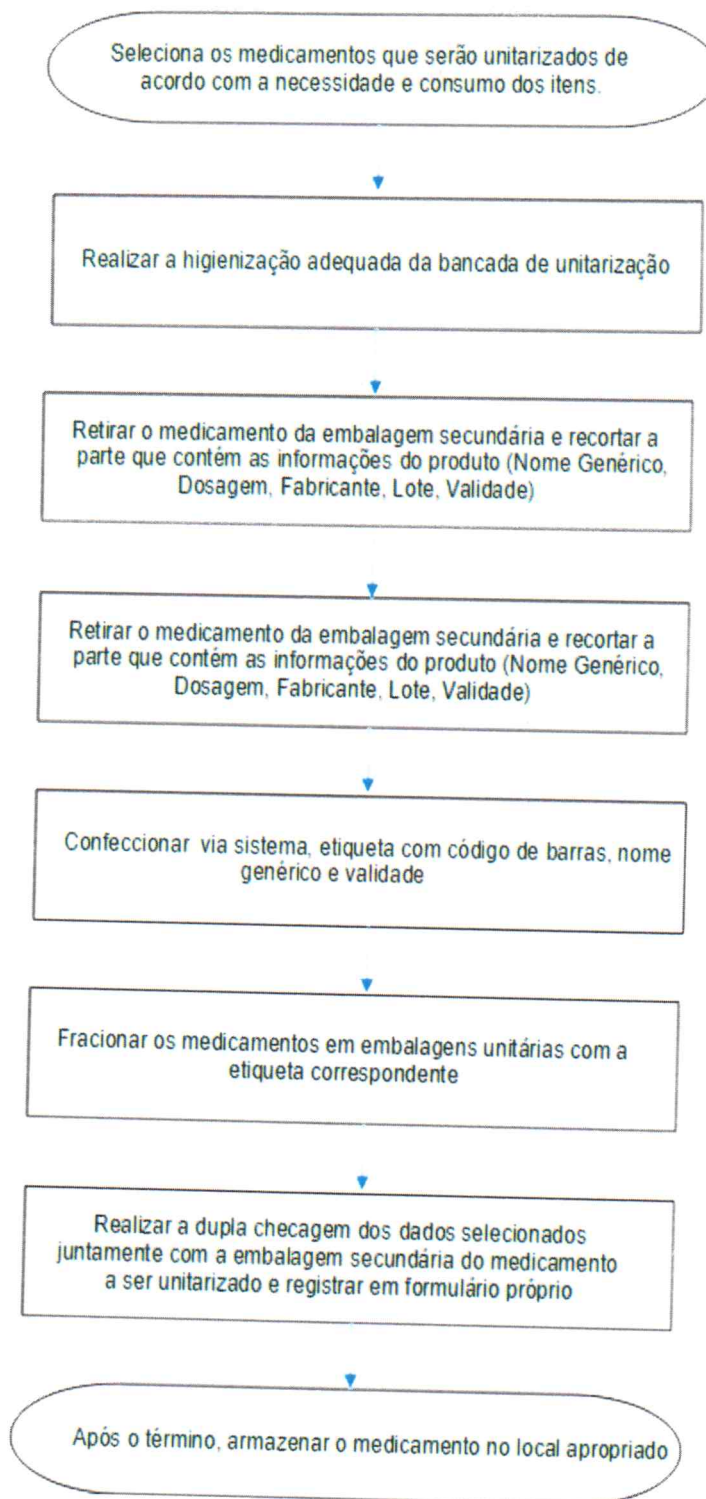 Seleciona os medicamentos que serão unitarizados de
acordo com a necessidade e consumo dos itens.
Realizar a higienização adequada da bancada de unitarização
Retirar o medicamento da embalagem secundária e recortar a
parte que contém as informações do produto (Nome Genérico,
Dosagem, Fabricante, Lote, Validade)
Retirar o medicamento da embalagem secundária e recortar a
parte que contém as informações do produto (Nome Genérico,
Dosagem, Fabricante, Lote, Validade)
Confeccionar via sistema, etiqueta com código de barras, nome
genérico e validade
Fracionar os medicamentos em embalagens unitárias com a
etiqueta correspondente
Realizar a dupla checagem dos dados selecionados
juntamente com a embalagem secundária do medicamento
a ser unitarizado e registrar em formulário próprio
Após o término, armazenar o medicamento no local apropriado